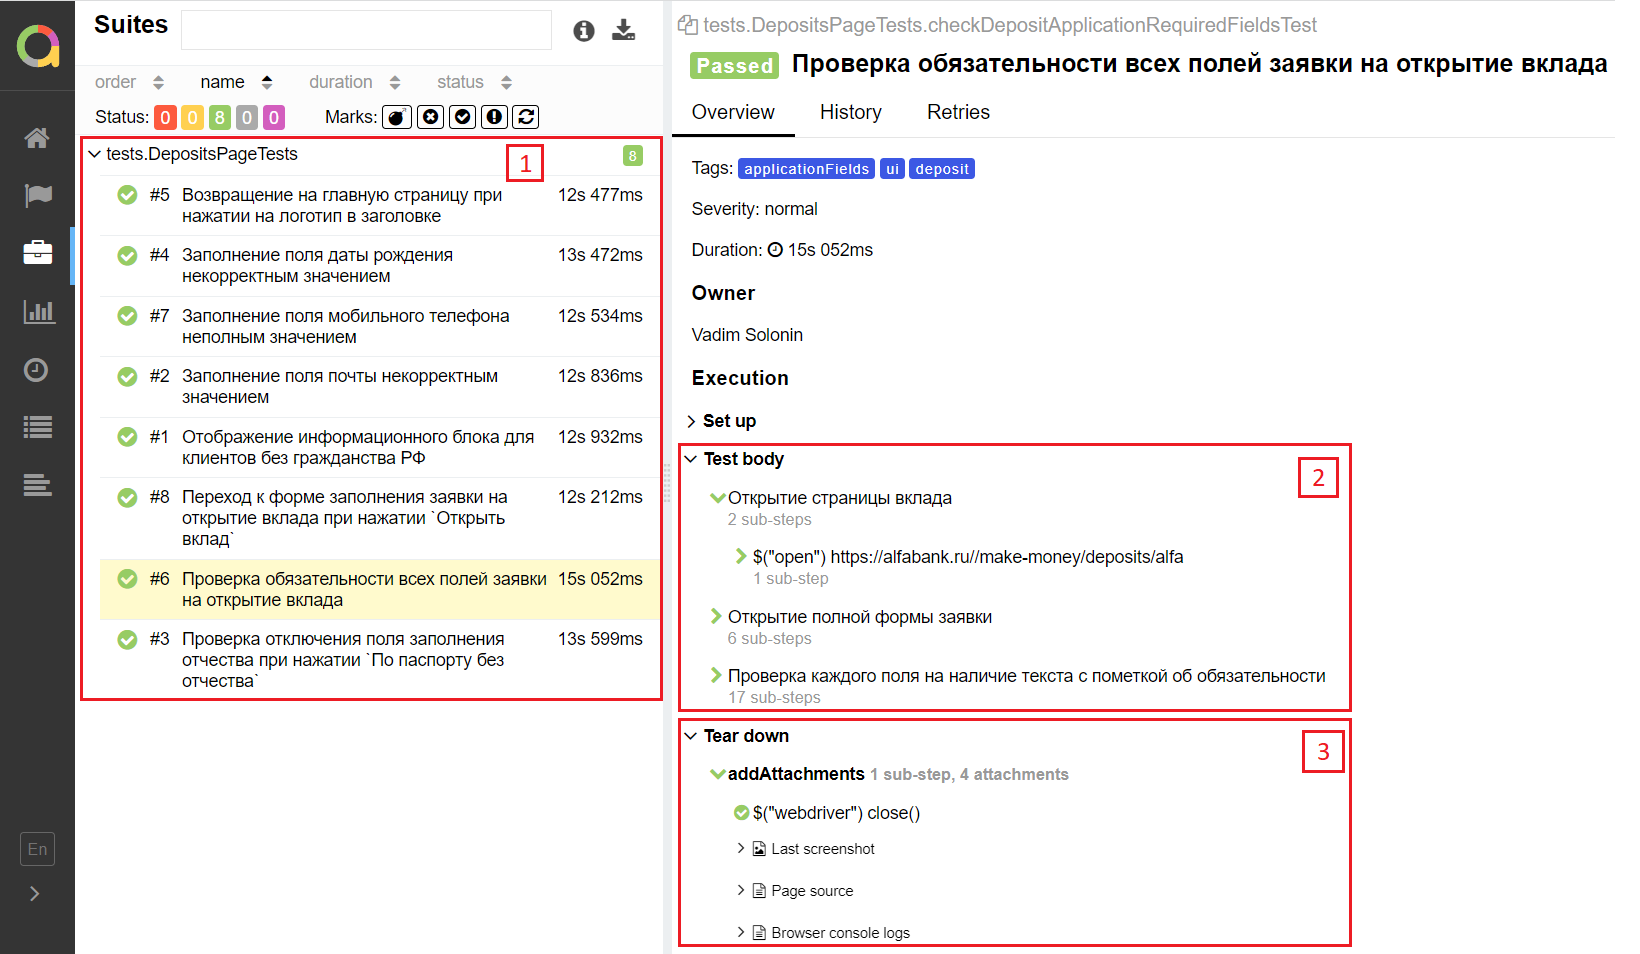 Suites
order name duration status
Status: 0 0 8 0 0 Marks:
tests.DepositsPageTests 8
1
#5 Возвращение на главную страницу при 12s 477ms
нажатии на логотип в заголовке
#4 Заполнение поля даты рождения 13s 472ms
некорректным значением
#7 Заполнение поля мобильного телефона 12s 534ms
неполным значением
#2 Заполнение поля почты некорректным 12s 836ms
значением
#1 Отображение информационного блока для 12s 932ms
клиентов без гражданства РФ
#8 Переход к форме заполнения заявки на 12s 212ms
открытие вклада при нажатии `Открыть
вклад`
#6 Проверка обязательности всех полей заявки 15s 052ms
на открытие вклада
#3 Проверка отключения поля заполнения 13s 599ms
отчества при нажатии `По паспорту без
отчества`
En
tests.DepositsPageTests.checkDepositApplicationRequiredFieldsTest
Passed Проверка обязательности всех полей заявки на открытие вклада
Overview History Retries
Tags: applicationFields ui deposit
Severity: normal
Duration: 15s 052ms
Owner
Vadim Solonin
Execution
Set up
Test body
2
Открытие страницы вклада
2 sub-steps
$("open") https://alfabank.ru//make-money/deposits/alfa
1 sub-step
Открытие полной формы заявки
6 sub-steps
Проверка каждого поля на наличие текста с пометкой об обязательности
17 sub-steps
Tear down
3
addAttachments 1 sub-step, 4 attachments
$("webdriver") close()
Last screenshot
Page source
Browser console logs